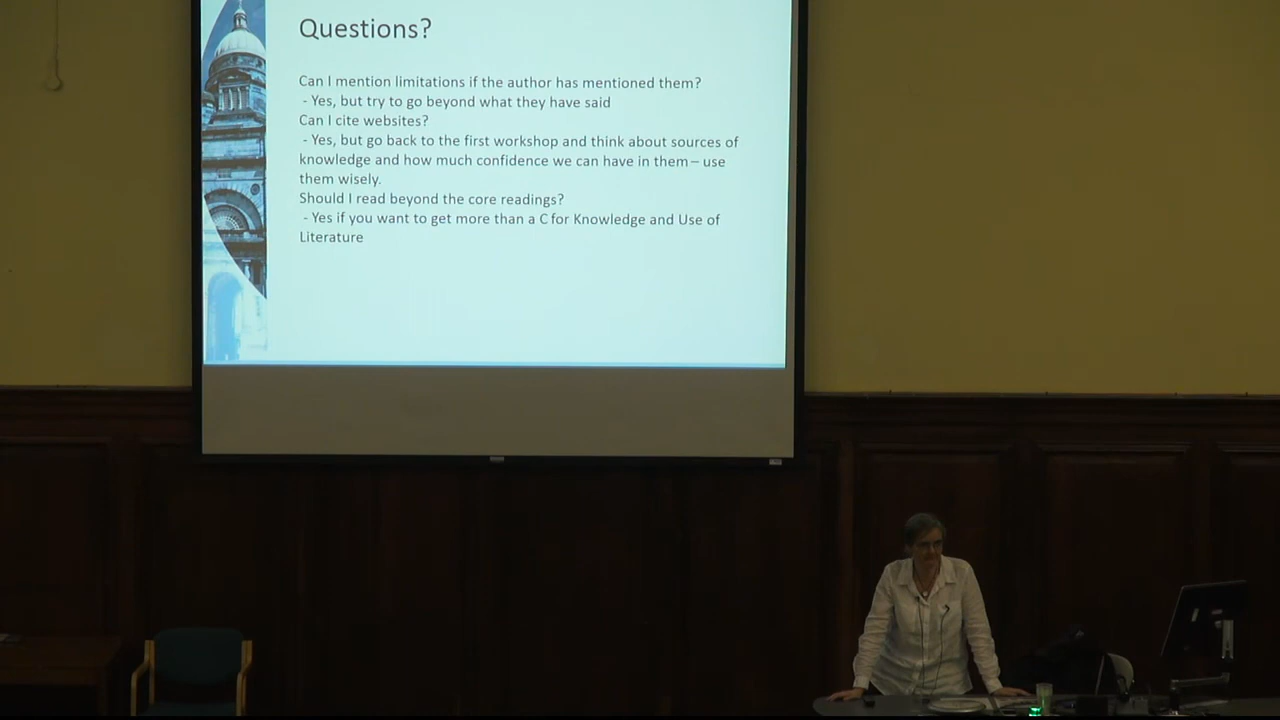 Questions?
Can I mention limitations if the author has mentioned them?
- Yes, but try to go beyond what they have said
Can I cite websites?
- Yes, but go back to the first workshop and think about sources of
knowledge and how much confidence we can have in them – use
them wisely.
Should I read beyond the core readings?
- Yes if you want to get more than a C for Knowledge and Use of
Literature